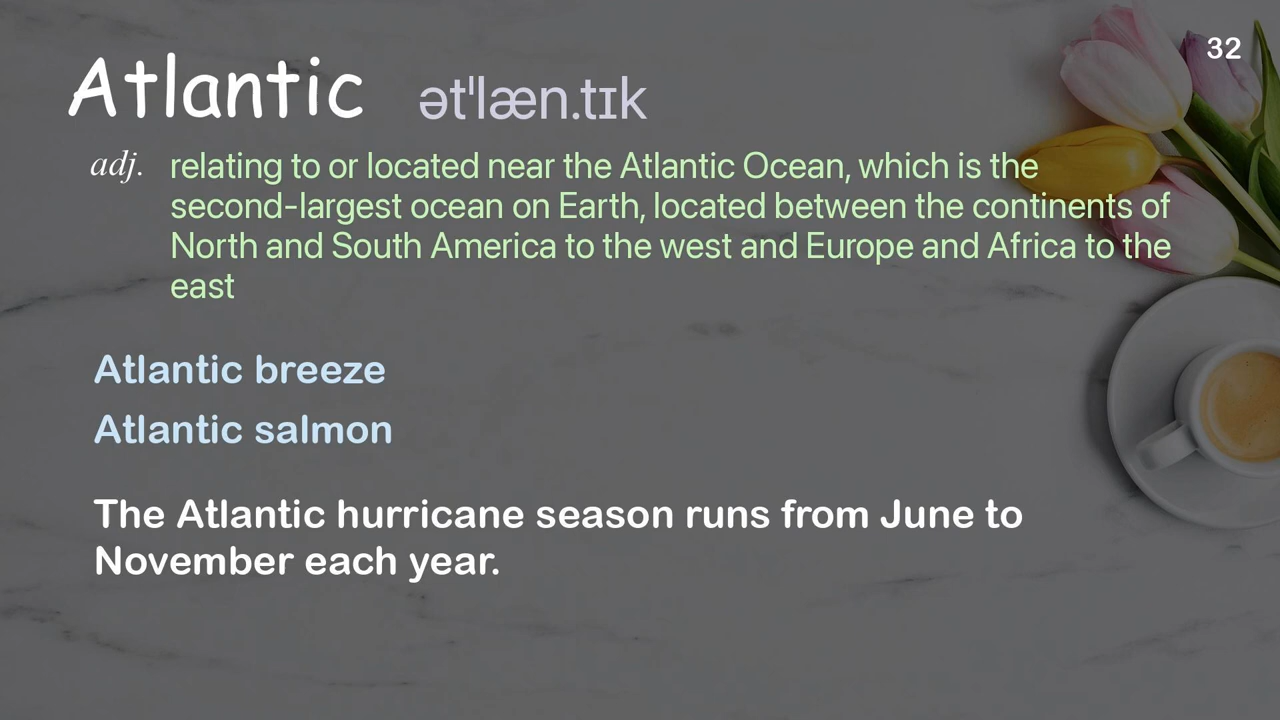 32
Atlantic ət'læn.tɪk
adj. relating to or located near the Atlantic Ocean, which is the
second-largest ocean on Earth, located between the continents of
North and South America to the west and Europe and Africa to the
east
Atlantic breeze
Atlantic salmon
The Atlantic hurricane season runs from June to
November each year.